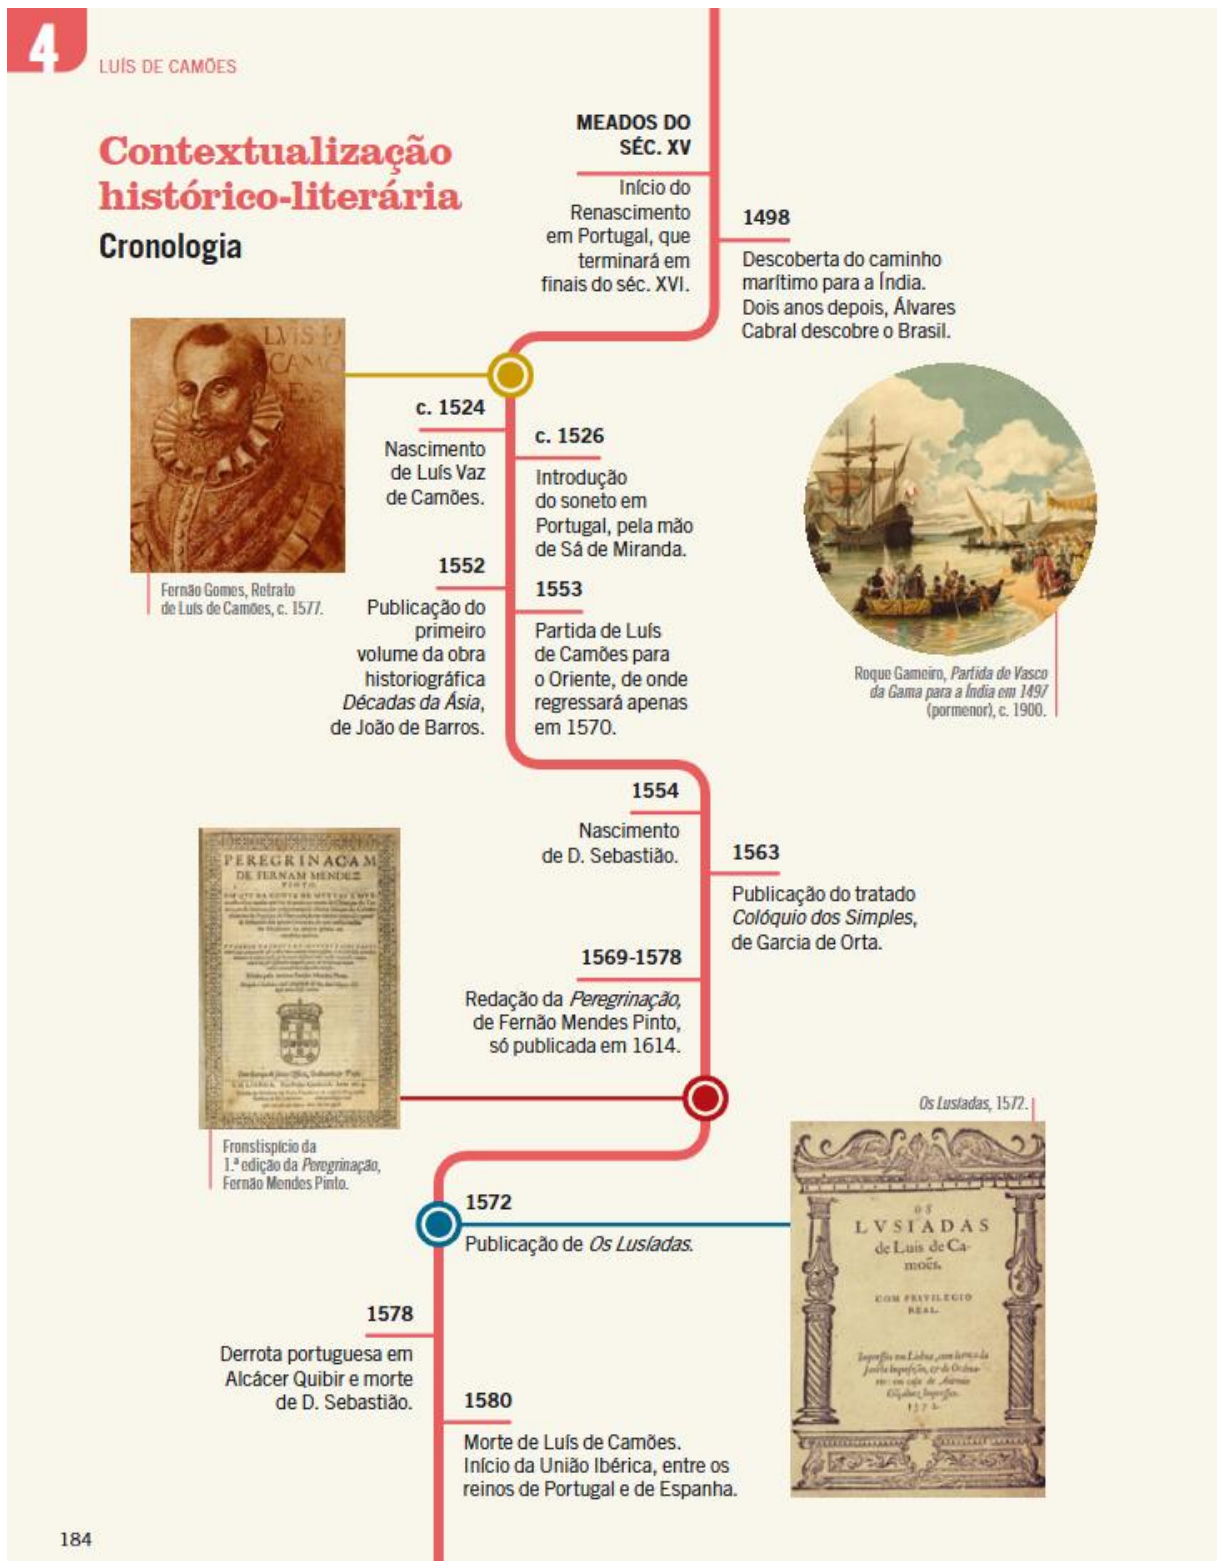 4
LUÍS DE CAMÕES
Contextualização
histórico-literária
Cronologia
MEADOS DO
SÉC. XV
Início do
Renascimento
em Portugal, que
terminará em
finais do séc. XVI.
1498
Descoberta do caminho
marítimo para a Índia.
Dois anos depois, Álvares
Cabral descobre o Brasil.
c. 1524
Nascimento
de Luís Vaz
de Camões.
c. 1526
Introdução
do soneto em
Portugal, pela mão
de Sá de Miranda.
Fernão Gomes, Retrato
de Luís de Camões, c. 1577.
1552
Publicação do
primeiro
volume da obra
historiográfica
Décadas da Ásia,
de João de Barros.
1553
Partida de Luís
de Camões para
o Oriente, de onde
regressará apenas
em 1570.
Roque Gameiro, Partida de Vasco
da Gama para a Índia em 1497
(pormenor), c. 1900.
1554
Nascimento
de D. Sebastião.
1563
Publicação do tratado
Colóquio dos Simples,
de Garcia de Orta.
PEREGRINAÇAM
DE FERNAM MENDEZ
PINTO.
1569-1578
Redação da Peregrinação,
de Fernão Mendes Pinto,
só publicada em 1614.
Fronstispício da
1.ª edição da Peregrinação,
Fernão Mendes Pinto.
Os Lusíadas, 1572.
OS
LVSIADAS
de Luis de Ca-
moẽs.
COM PRIVILEGIO
REAL.
1572
Publicação de Os Lusíadas.
1578
Derrota portuguesa em
Alcácer Quibir e morte
de D. Sebastião.
1580
Morte de Luís de Camões.
Início da União Ibérica, entre os
reinos de Portugal e de Espanha.
184